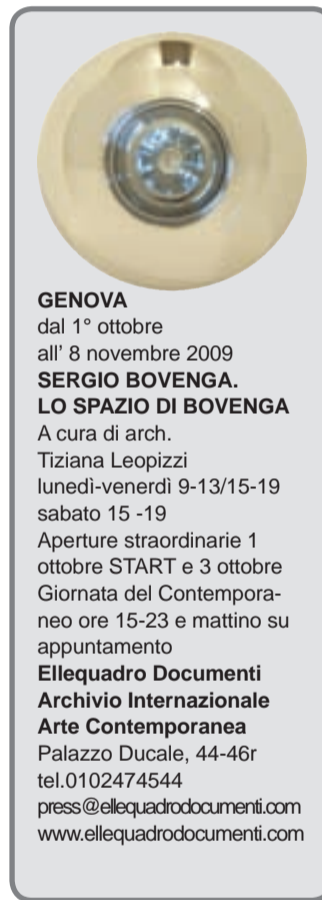 GENOVA
dal 1° ottobre
all' 8 novembre 2009
SERGIO BOVENGA.
LO SPAZIO DI BOVENGA
A cura di arch.
Tiziana Leopizzi
lunedì-venerdì 9-13/15-19
sabato 15 -19
Aperture straordinarie 1
ottobre START e 3 ottobre
Giornata del Contempora-
neo ore 15-23 e mattino su
appuntamento
Ellequadro Documenti
Archivio Internazionale
Arte Contemporanea
Palazzo Ducale, 44-46r
tel.0102474544
press@ellequadrodocumenti.com
www.ellequadrodocumenti.com